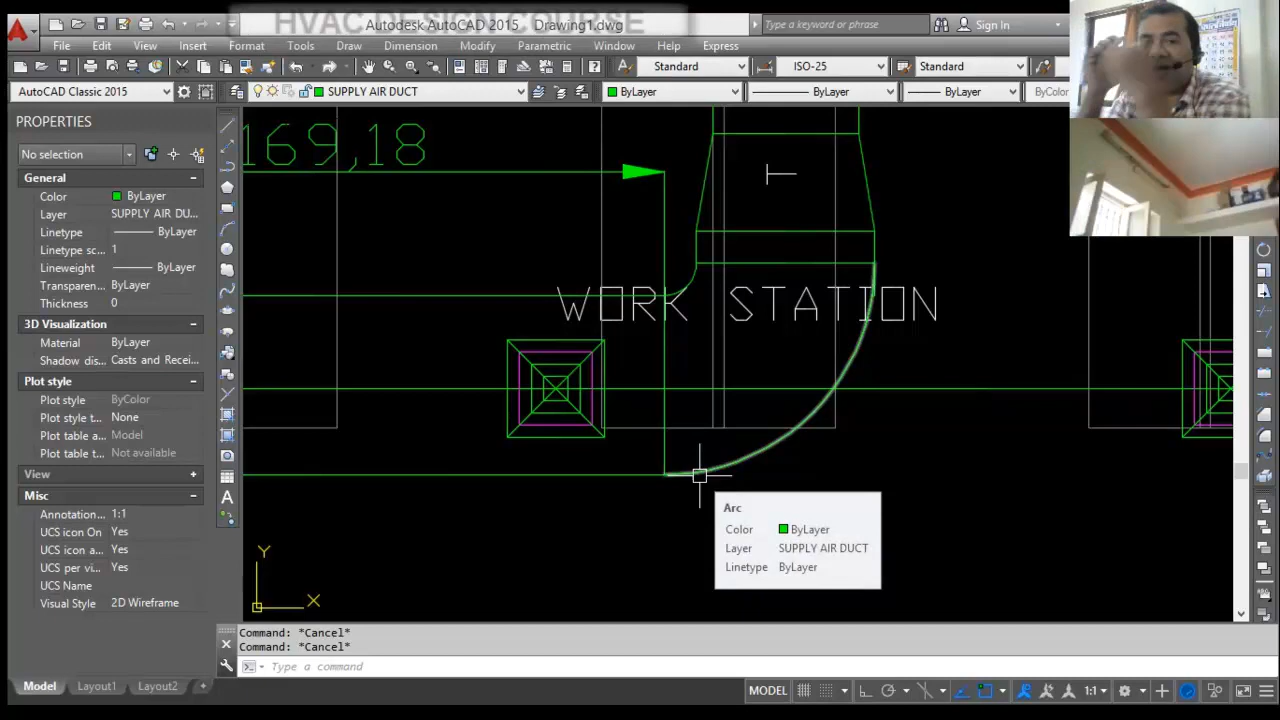 Autodesk AutoCAD 2015 Drawing1.dwg
Type a keyword or phrase
Sign In
File Edit View Insert Format Tools Draw Dimension Modify Parametric Window Help Express
Standard ISO-25 Standard
AutoCAD Classic 2015 SUPPLY AIR DUCT ByLayer ByLayer ByLayer ByColor
PROPERTIES
No selection
General
Color ByLayer
Layer SUPPLY AIR DU...
Linetype ByLayer
Linetype sc... 1
Lineweight ByLayer
Transparen... ByLayer
Thickness 0
3D Visualization
Material ByLayer
Shadow dis... Casts and Recei...
Plot style
Plot style ByColor
Plot style t... None
Plot table a... Model
Plot table t... Not available
View
Misc
Annotation... 1:1
UCS icon On Yes
UCS icon a... Yes
UCS per vi... Yes
UCS Name
Visual Style 2D Wireframe
169,18
WORK STATION
Arc
Color ByLayer
Layer SUPPLY AIR DUCT
Linetype ByLayer
Y
X
Command: *Cancel*
Command: *Cancel*
Type a command
Model Layout1 Layout2 +
MODEL 1:1